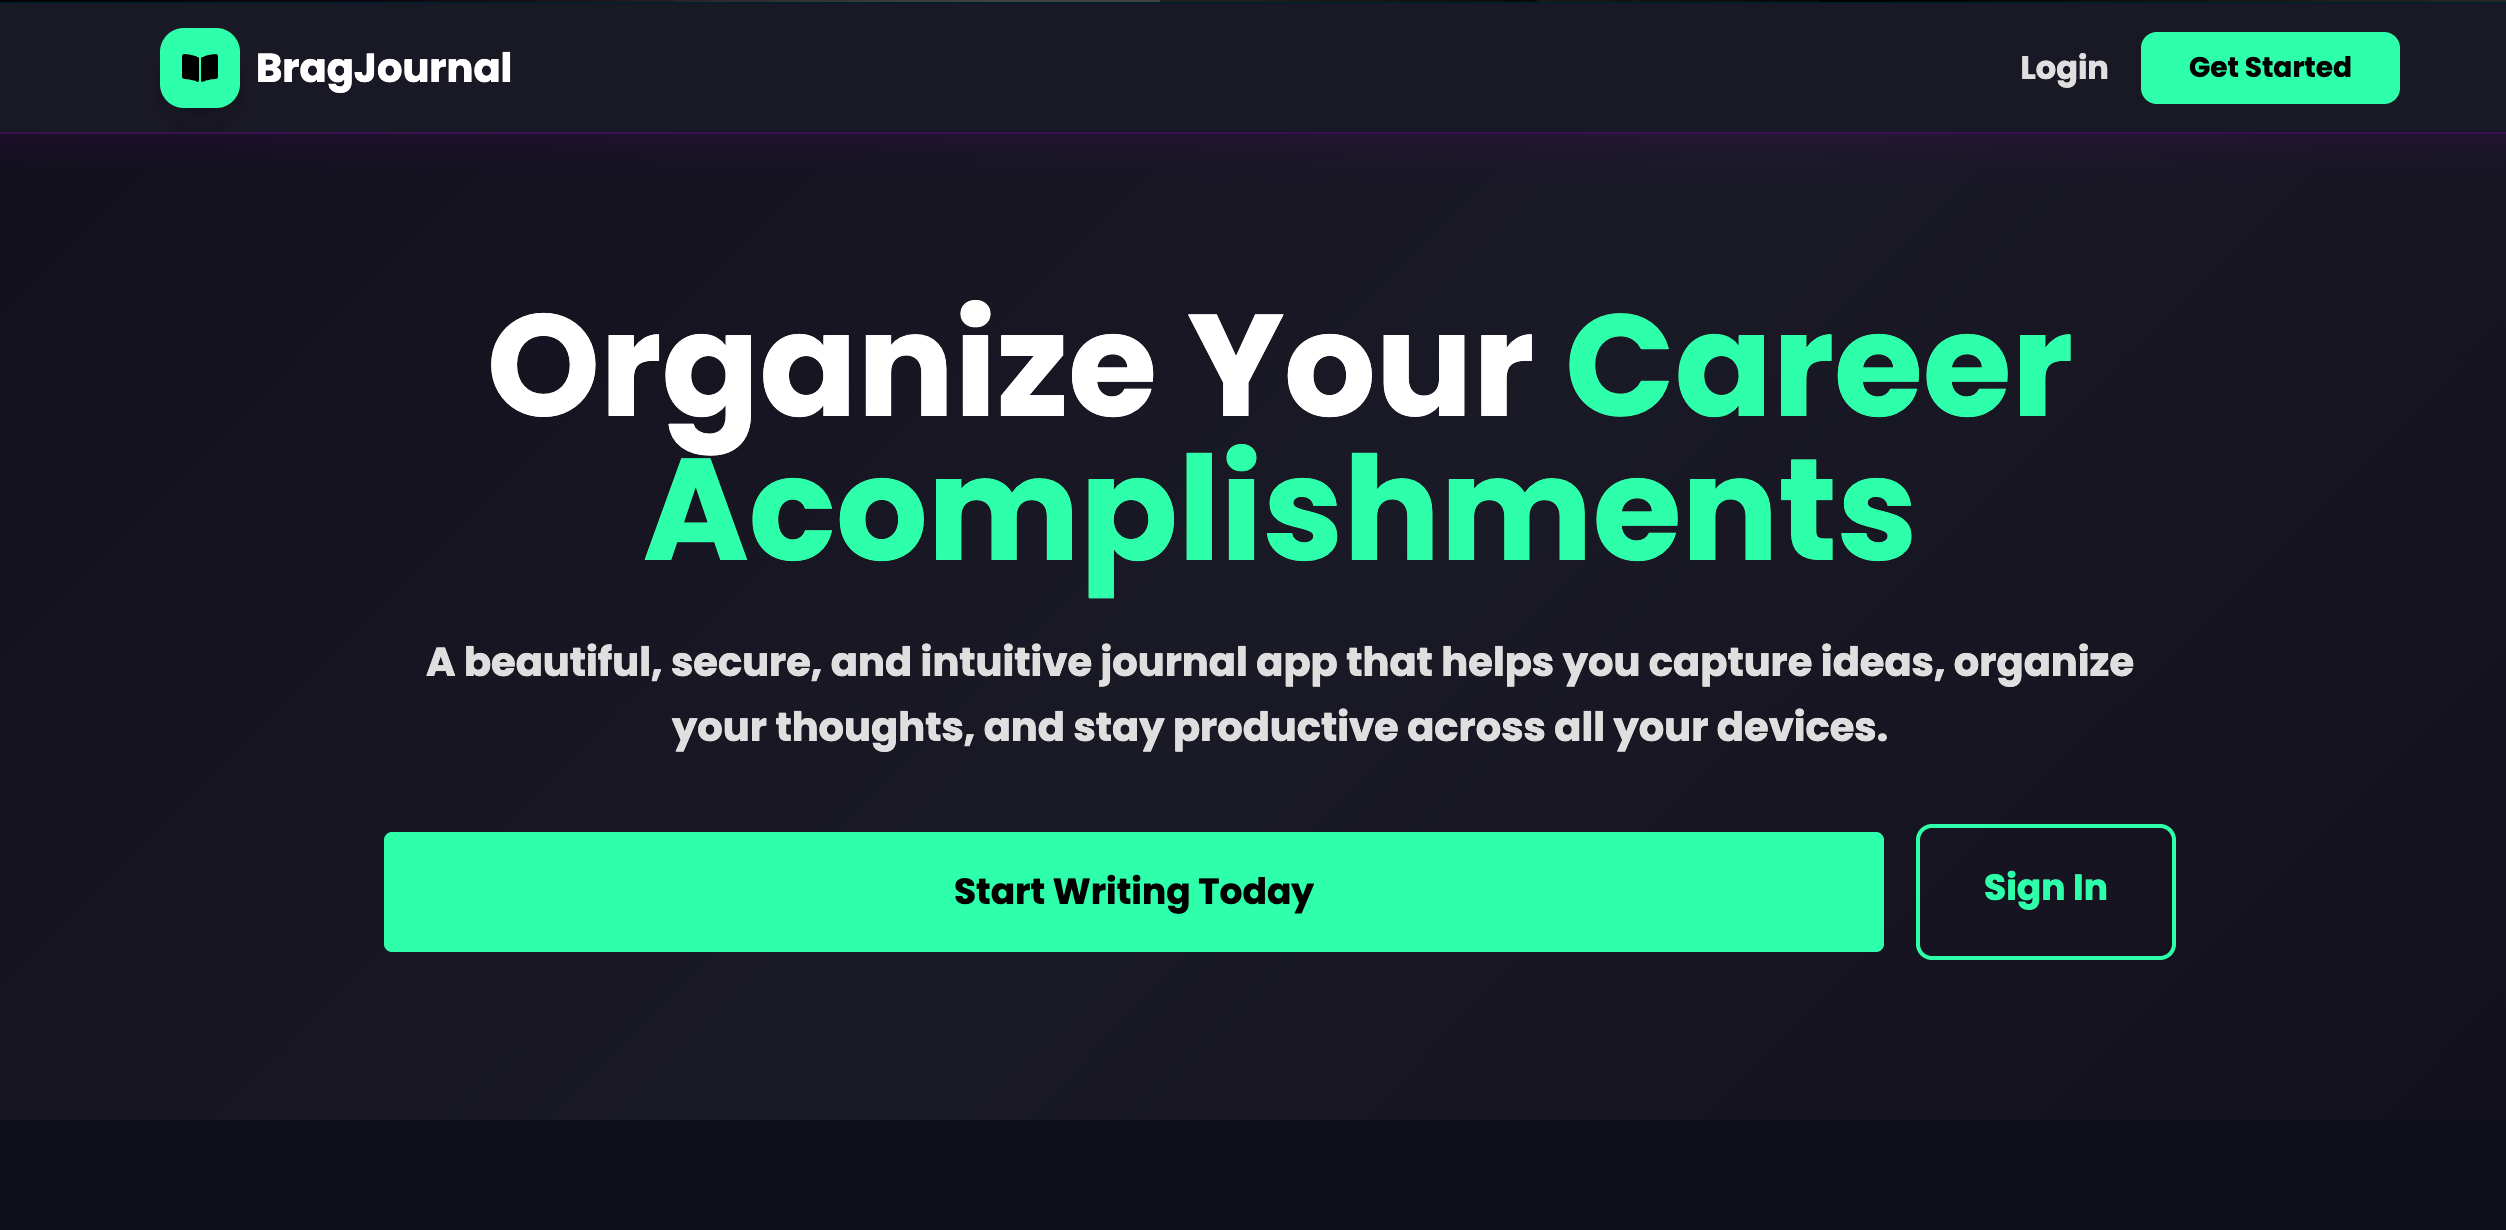 BragJournal
Login
Get Started
Organize Your Career
Acomplishments
A beautiful, secure, and intuitive journal app that helps you capture ideas, organize
your thoughts, and stay productive across all your devices.
Start Writing Today
Sign In